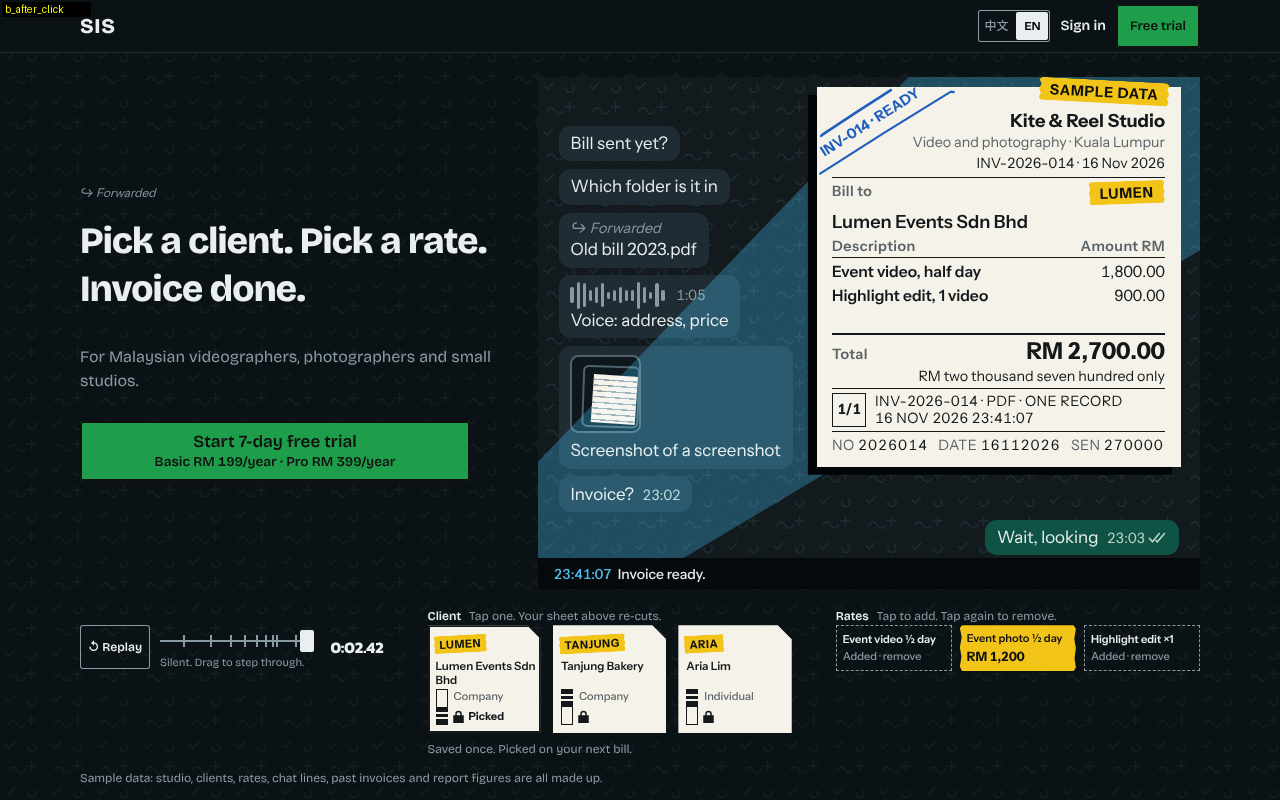 b_after_click
SIS
中文 EN Sign in Free trial
↪ Forwarded
Pick a client. Pick a rate.
Invoice done.
For Malaysian videographers, photographers and small
studios.
Start 7-day free trial
Basic RM 199/year · Pro RM 399/year
Bill sent yet?
Which folder is it in
↪ Forwarded
Old bill 2023.pdf
1:05
Voice: address, price
Screenshot of a screenshot
Invoice? 23:02
INV-014 · READY
SAMPLE DATA
Kite & Reel Studio
Video and photography · Kuala Lumpur
INV-2026-014 · 16 Nov 2026
Bill to
LUMEN
Lumen Events Sdn Bhd
Description Amount RM
Event video, half day 1,800.00
Highlight edit, 1 video 900.00
Total RM 2,700.00
RM two thousand seven hundred only
1/1
INV-2026-014 · PDF · ONE RECORD
16 NOV 2026 23:41:07
NO 2026014 DATE 16112026 SEN 270000
Wait, looking 23:03
23:41:07 Invoice ready.
↺ Replay
Silent. Drag to step through.
0:02.42
Client Tap one. Your sheet above re-cuts.
LUMEN
Lumen Events Sdn
Bhd
Company
Picked
TANJUNG
Tanjung Bakery
Company
ARIA
Aria Lim
Individual
Saved once. Picked on your next bill.
Rates Tap to add. Tap again to remove.
Event video ½ day
Added · remove
Event photo ½ day
RM 1,200
Highlight edit ×1
Added · remove
Sample data: studio, clients, rates, chat lines, past invoices and report figures are all made up.